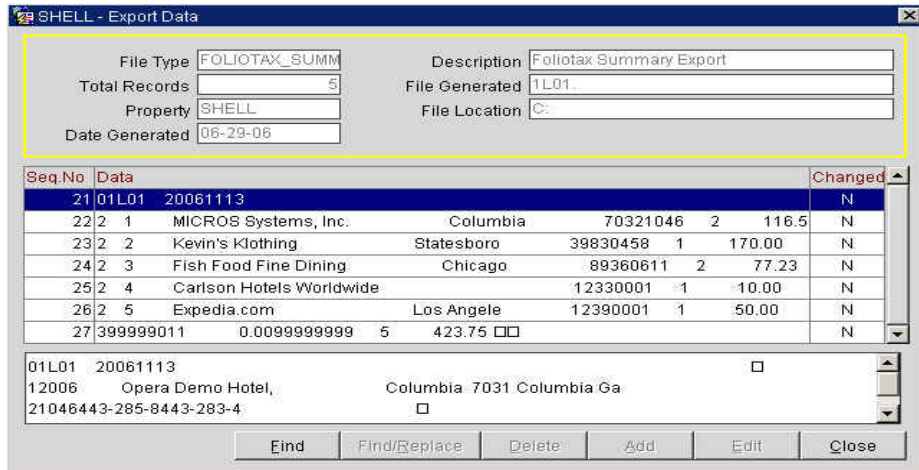 SHELL - Export Data
File Type FOLIOTAX_SUMM Description Foliotax Summary Export
Total Records 5 File Generated 1L01.
Property SHELL File Location C:
Date Generated 06-29-06
Seq.No Data Changed
21 01L01 20061113 N
22 2 1 MICROS Systems, Inc. Columbia 70321046 2 116.5 N
23 2 2 Kevin's Klothing Statesboro 39830458 1 170.00 N
24 2 3 Fish Food Fine Dining Chicago 89360611 2 77.23 N
25 2 4 Carlson Hotels Worldwide 12330001 1 10.00 N
26 2 5 Expedia.com Los Angele 12390001 1 50.00 N
27 399999011 0.0099999999 5 423.75 □□ N
01L01 20061113 □
12006 Opera Demo Hotel, Columbia 7031 Columbia Ga
21046443-285-8443-283-4 □
Find Find/Replace Delete Add Edit Close